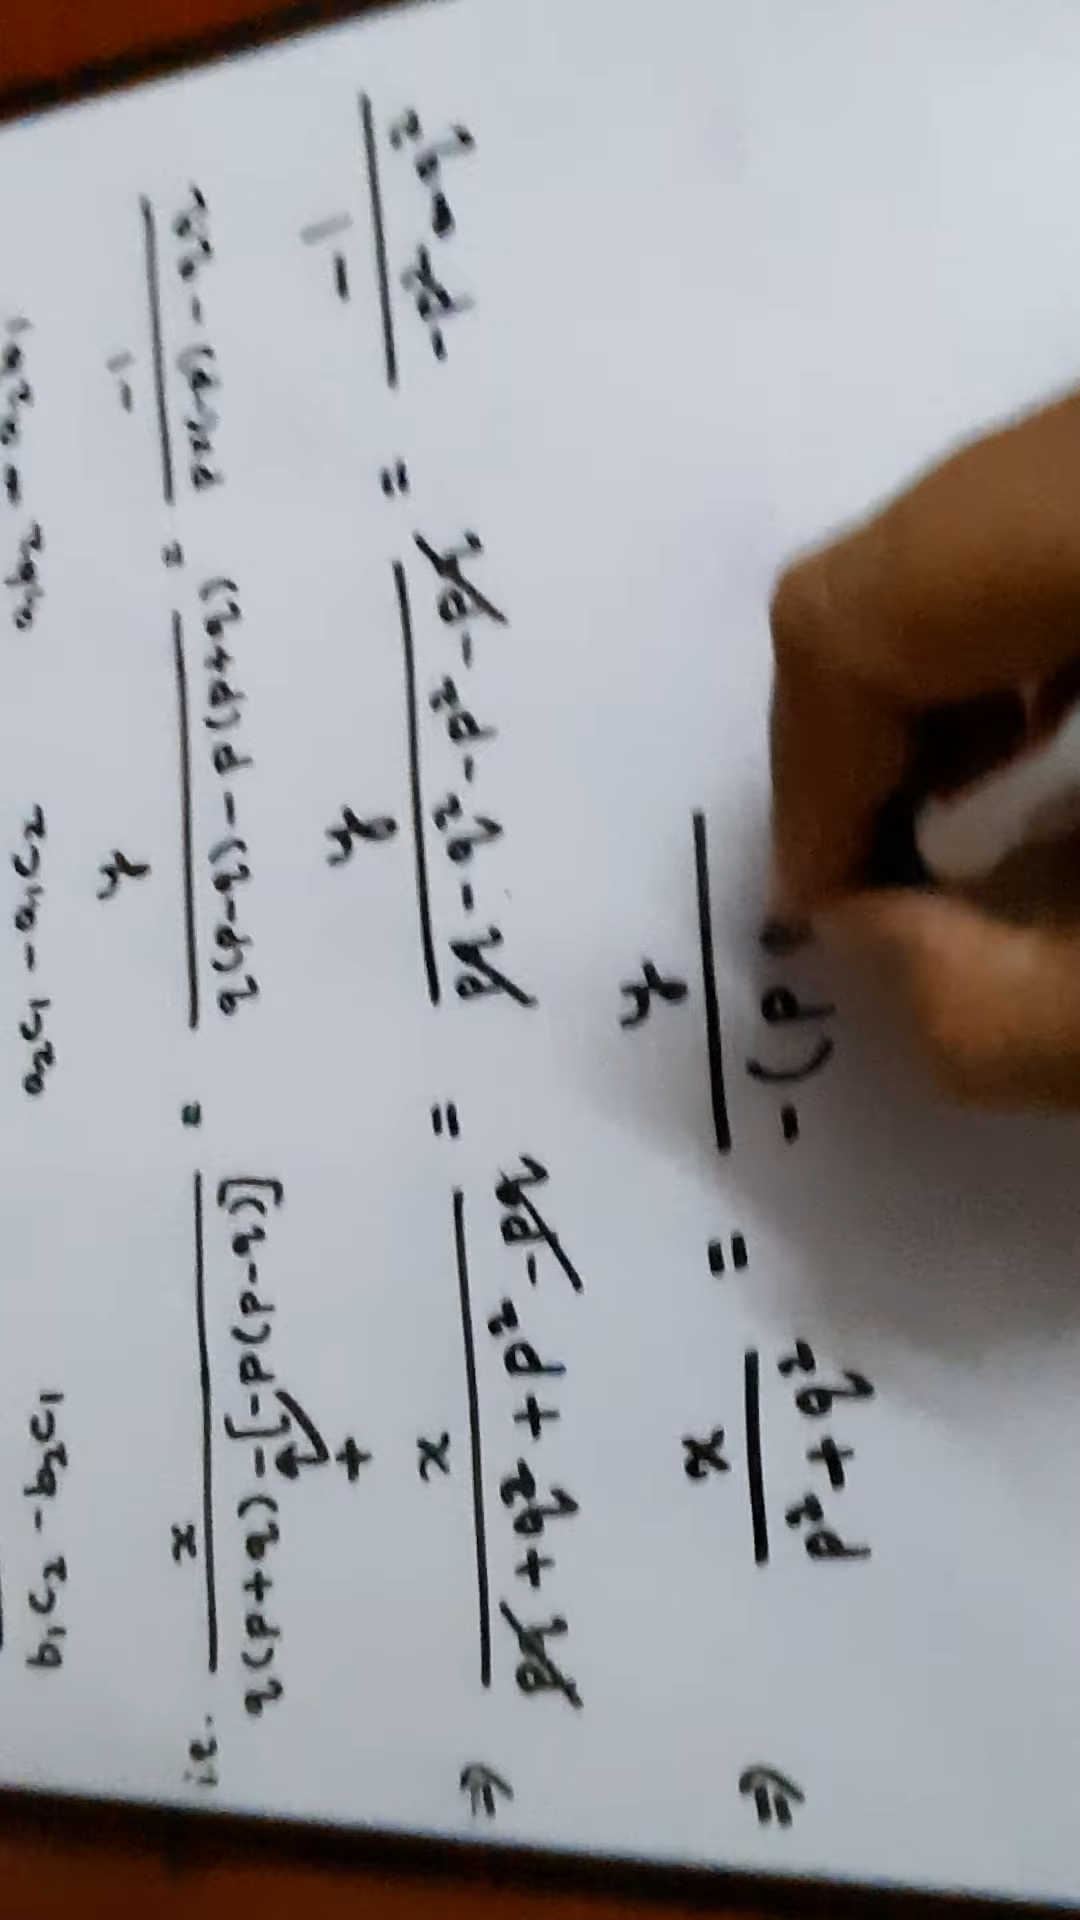 b₁c₂ - b₂c₁ a₂c₁ - a₁c₂ a₁b₂ - a₂b₁
i.e. x/(q(p+q) - [-p(p-q)]) = y/(q(p-q) - p(p+q)) = 1/(px(-p) - q²)
+
⇒ x/(pq + q² + p² - pq) = y/(pq - q² - p² - pq) = 1/(-p² - q²)
⇒ x/(p² + q²) = y/-(p²